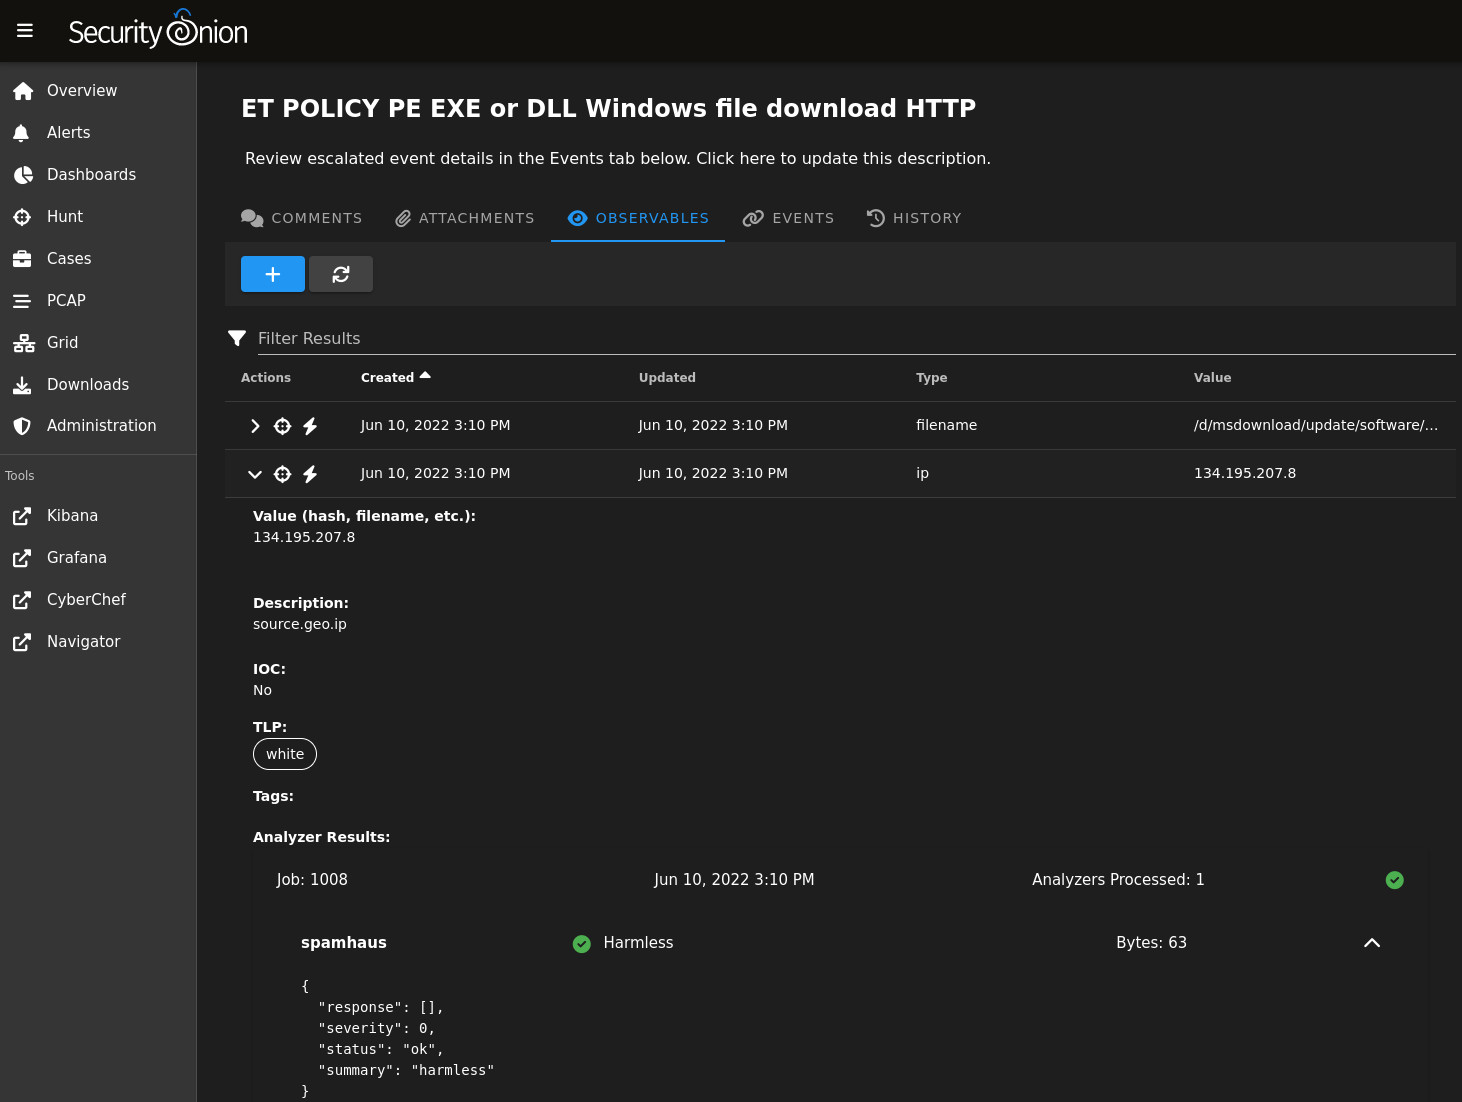 Security Onion
Overview
Alerts
Dashboards
Hunt
Cases
PCAP
Grid
Downloads
Administration
Tools
Kibana
Grafana
CyberChef
Navigator
ET POLICY PE EXE or DLL Windows file download HTTP
Review escalated event details in the Events tab below. Click here to update this description.
COMMENTS ATTACHMENTS OBSERVABLES EVENTS HISTORY
Filter Results
Actions Created Updated Type Value
Jun 10, 2022 3:10 PM Jun 10, 2022 3:10 PM filename /d/msdownload/update/software/...
Jun 10, 2022 3:10 PM Jun 10, 2022 3:10 PM ip 134.195.207.8
Value (hash, filename, etc.):
134.195.207.8
Description:
source.geo.ip
IOC:
No
TLP:
white
Tags:
Analyzer Results:
Job: 1008 Jun 10, 2022 3:10 PM Analyzers Processed: 1
spamhaus Harmless Bytes: 63
{
"response": [],
"severity": 0,
"status": "ok",
"summary": "harmless"
}